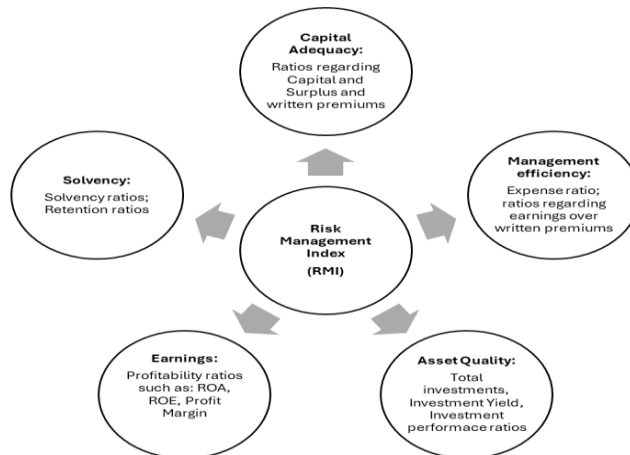 Capital
Adequacy:
Ratios regarding
Capital and
Surplus and
written premiums
Solvency:
Solvency ratios;
Retention ratios
Management
efficiency:
Expense ratio;
ratios regarding
earnings over
written premiums
Risk
Management
Index
(RMI)
Earnings:
Profitability ratios
such as: ROA,
ROE, Profit
Margin
Asset Quality:
Total
investments,
Investment Yield,
Investment
performace ratios